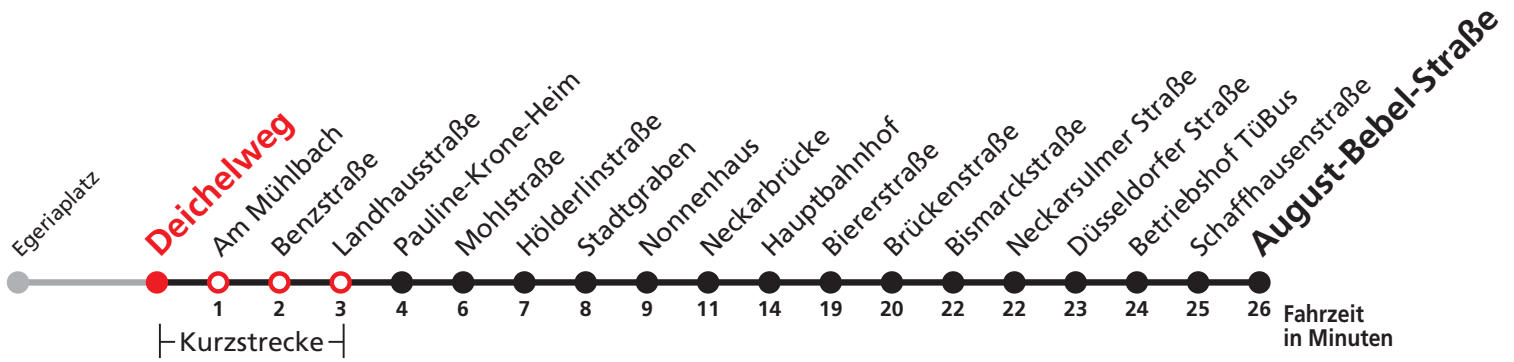 Egeriaplatz
Deichelweg
Am Mühlbach
Benzstraße
Landhausstraße
Pauline-Krone-Heim
Mohlstraße
Hölderlinstraße
Stadtgraben
Nonnenhaus
Neckarbrücke
Hauptbahnhof
Biererstraße
Brückenstraße
Bismarckstraße
Neckarsulmer Straße
Düsseldorfer Straße
Betriebshof TüBus
Schaffhausenstraße
August-Bebel-Straße
1 2 3 4 6 7 8 9 11 14 19 20 22 22 23 24 25 26
Fahrzeit
in Minuten
Kurzstrecke